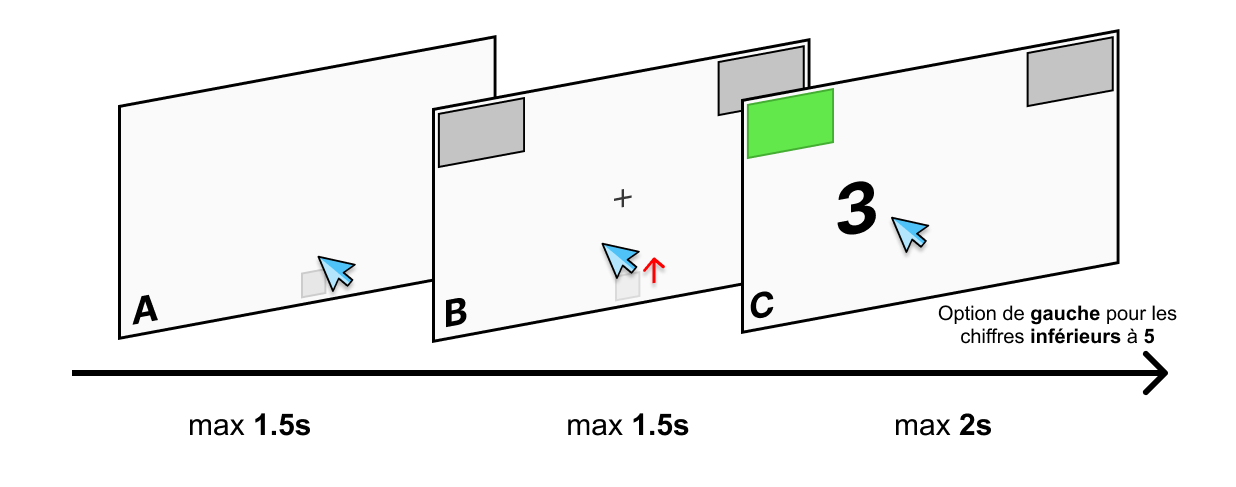 3
A
B
C
Option de gauche pour les
chiffres inférieurs à 5
max 1.5s
max 1.5s
max 2s